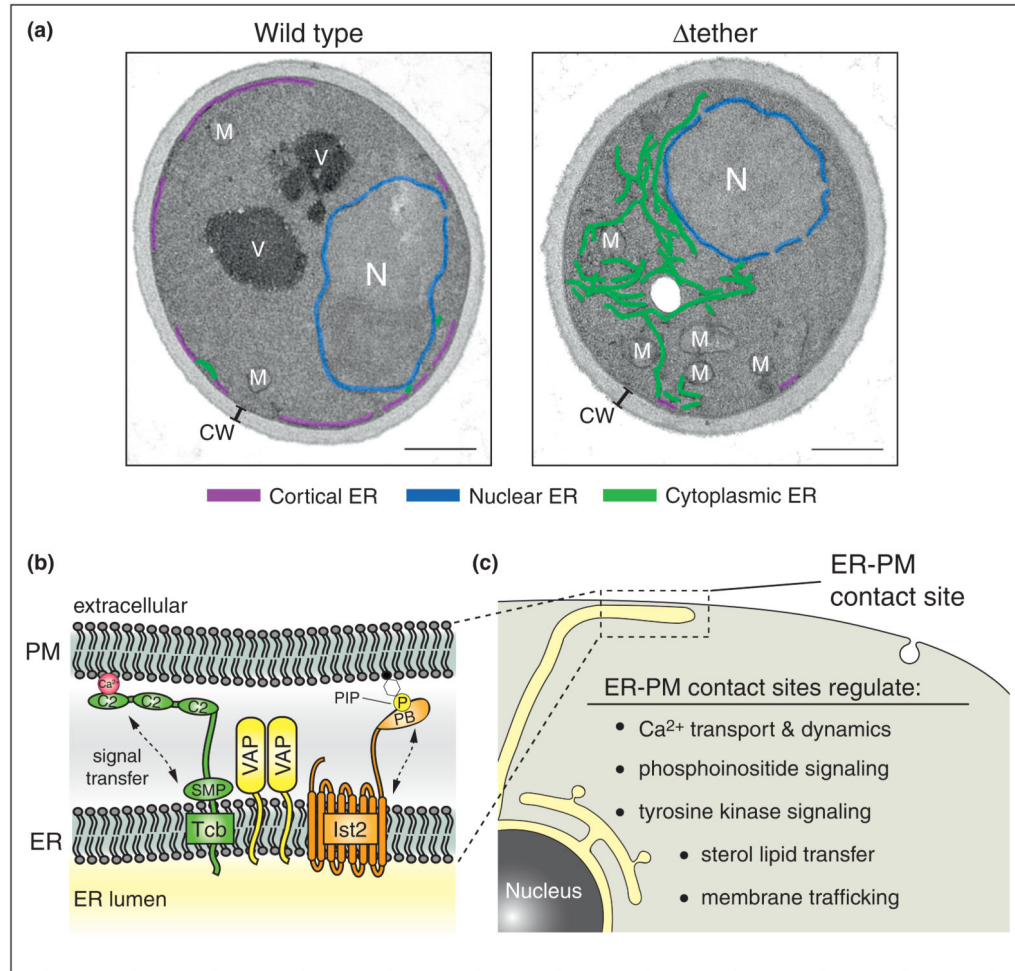 (a)
Wild type
Δtether
M
V
V
N
M
CW
N
M
M
M
M
CW
Cortical ER
Nuclear ER
Cytoplasmic ER
(b)
extracellular
PM
Ca2+
C2
C2
C2
PIP
P
PB
signal
transfer
VAP
VAP
SMP
Tcb
Ist2
ER
ER lumen
(c)
ER-PM
contact site
ER-PM contact sites regulate:
• Ca²⁺ transport & dynamics
• phosphoinositide signaling
• tyrosine kinase signaling
• sterol lipid transfer
• membrane trafficking
Nucleus